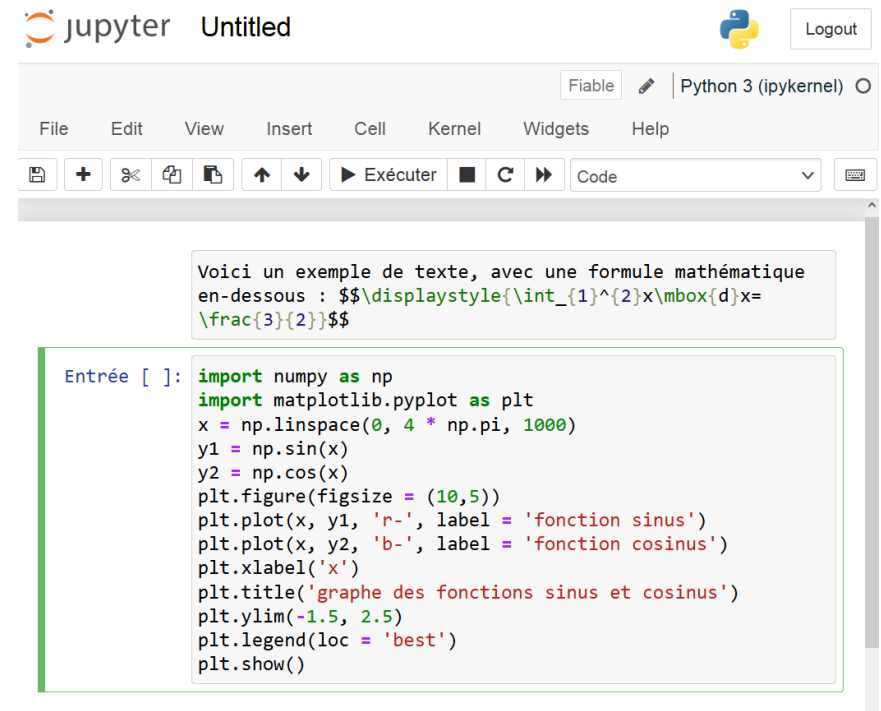 jupyter Untitled
Logout
Fiable Python 3 (ipykernel)
File Edit View Insert Cell Kernel Widgets Help
Exécuter Code
Voici un exemple de texte, avec une formule mathématique
en-dessous : $$\displaystyle{\int_{1}^{2}x\mbox{d}x=
\frac{3}{2}}$$
Entrée [ ]: import numpy as np
import matplotlib.pyplot as plt
x = np.linspace(0, 4 * np.pi, 1000)
y1 = np.sin(x)
y2 = np.cos(x)
plt.figure(figsize = (10,5))
plt.plot(x, y1, 'r-', label = 'fonction sinus')
plt.plot(x, y2, 'b-', label = 'fonction cosinus')
plt.xlabel('x')
plt.title('graphe des fonctions sinus et cosinus')
plt.ylim(-1.5, 2.5)
plt.legend(loc = 'best')
plt.show()